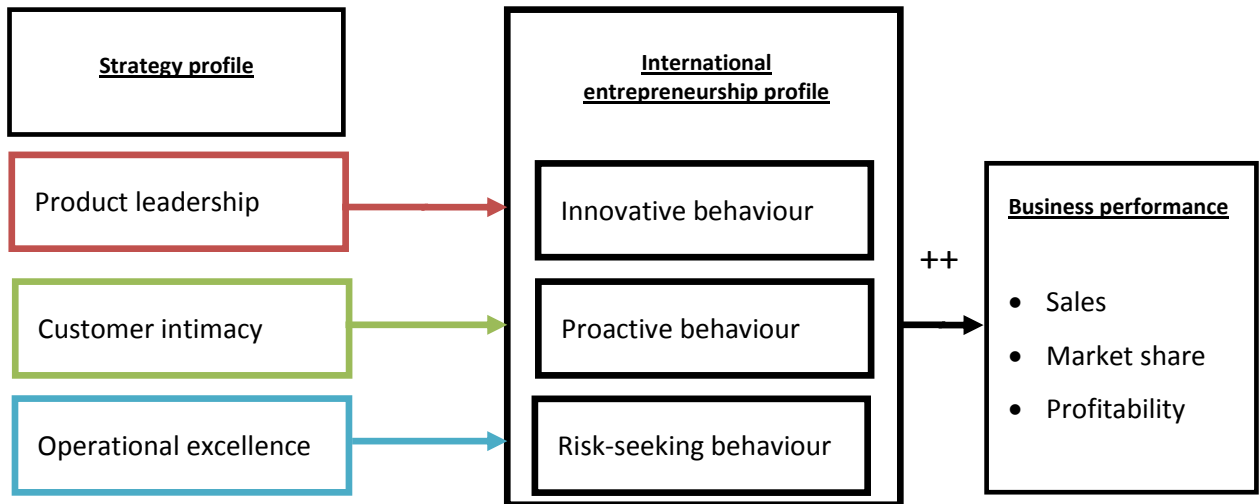 Strategy profile
Product leadership
Customer intimacy
Operational excellence
International
entrepreneurship profile
Innovative behaviour
Proactive behaviour
Risk-seeking behaviour
++
Business performance
• Sales
• Market share
• Profitability